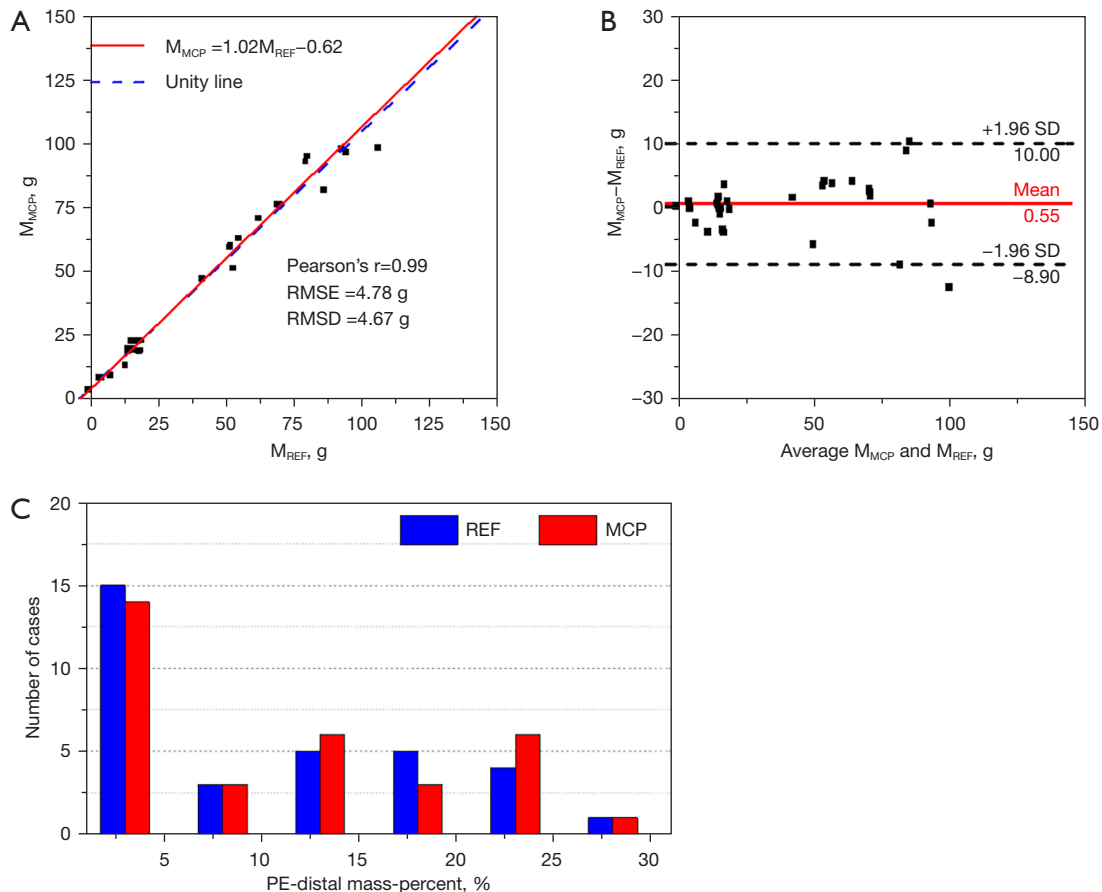 A
150
125
100
75
50
25
0
M_MCP, g
M_MCP =1.02M_REF−0.62
Unity line
Pearson's r=0.99
RMSE =4.78 g
RMSD =4.67 g
0 25 50 75 100 125 150
M_REF, g
B
30
20
10
0
−10
−20
−30
M_MCP−M_REF, g
+1.96 SD
10.00
Mean
0.55
−1.96 SD
−8.90
0 50 100 150
Average M_MCP and M_REF, g
C
20
15
10
5
0
Number of cases
REF MCP
5 10 15 20 25 30
PE-distal mass-percent, %